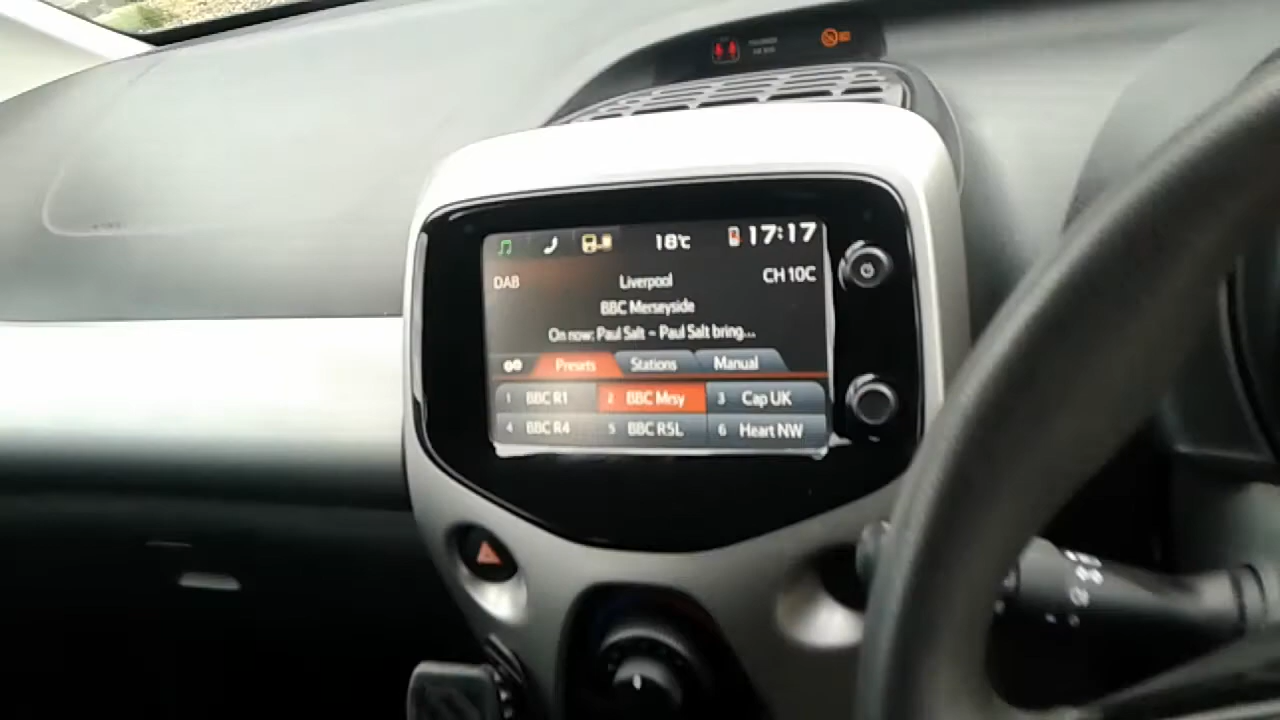 18℃ 17:17
DAB Liverpool CH 10C
BBC Merseyside
On now: Paul Salt - Paul Salt bring...
Presets Stations Manual
1 BBC R1 2 BBC Mrsy 3 Cap UK
4 BBC R4 5 BBC R5L 6 Heart NW